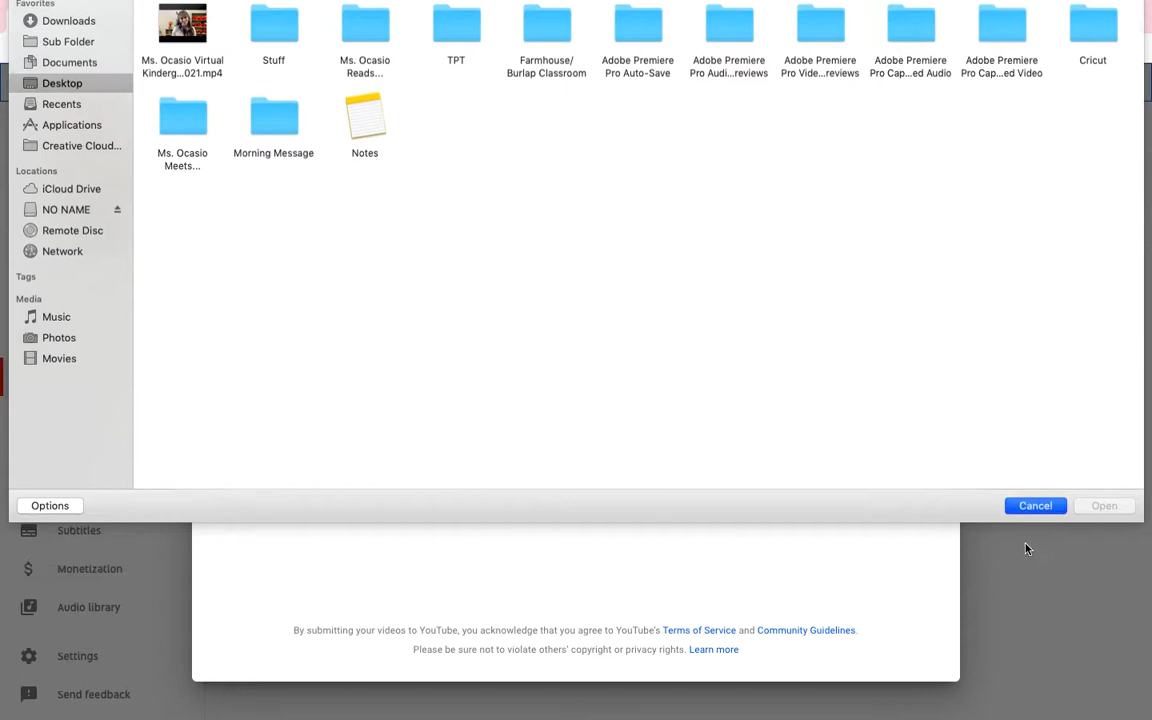 Favorites
Downloads
Sub Folder
Documents
Desktop
Recents
Applications
Creative Cloud...
Locations
iCloud Drive
NO NAME
Remote Disc
Network
Tags
Media
Music
Photos
Movies
Ms. Ocasio Virtual
Kinderg...021.mp4
Stuff
Ms. Ocasio
Reads...
TPT
Farmhouse/
Burlap Classroom
Adobe Premiere
Pro Auto-Save
Adobe Premiere
Pro Audi...reviews
Adobe Premiere
Pro Vide...reviews
Adobe Premiere
Pro Cap...ed Audio
Adobe Premiere
Pro Cap...ed Video
Cricut
Ms. Ocasio
Meets...
Morning Message
Notes
Options
Cancel
Open
Subtitles
Monetization
Audio library
Settings
Send feedback
By submitting your videos to YouTube, you acknowledge that you agree to YouTube's Terms of Service and Community Guidelines.
Please be sure not to violate others' copyright or privacy rights. Learn more